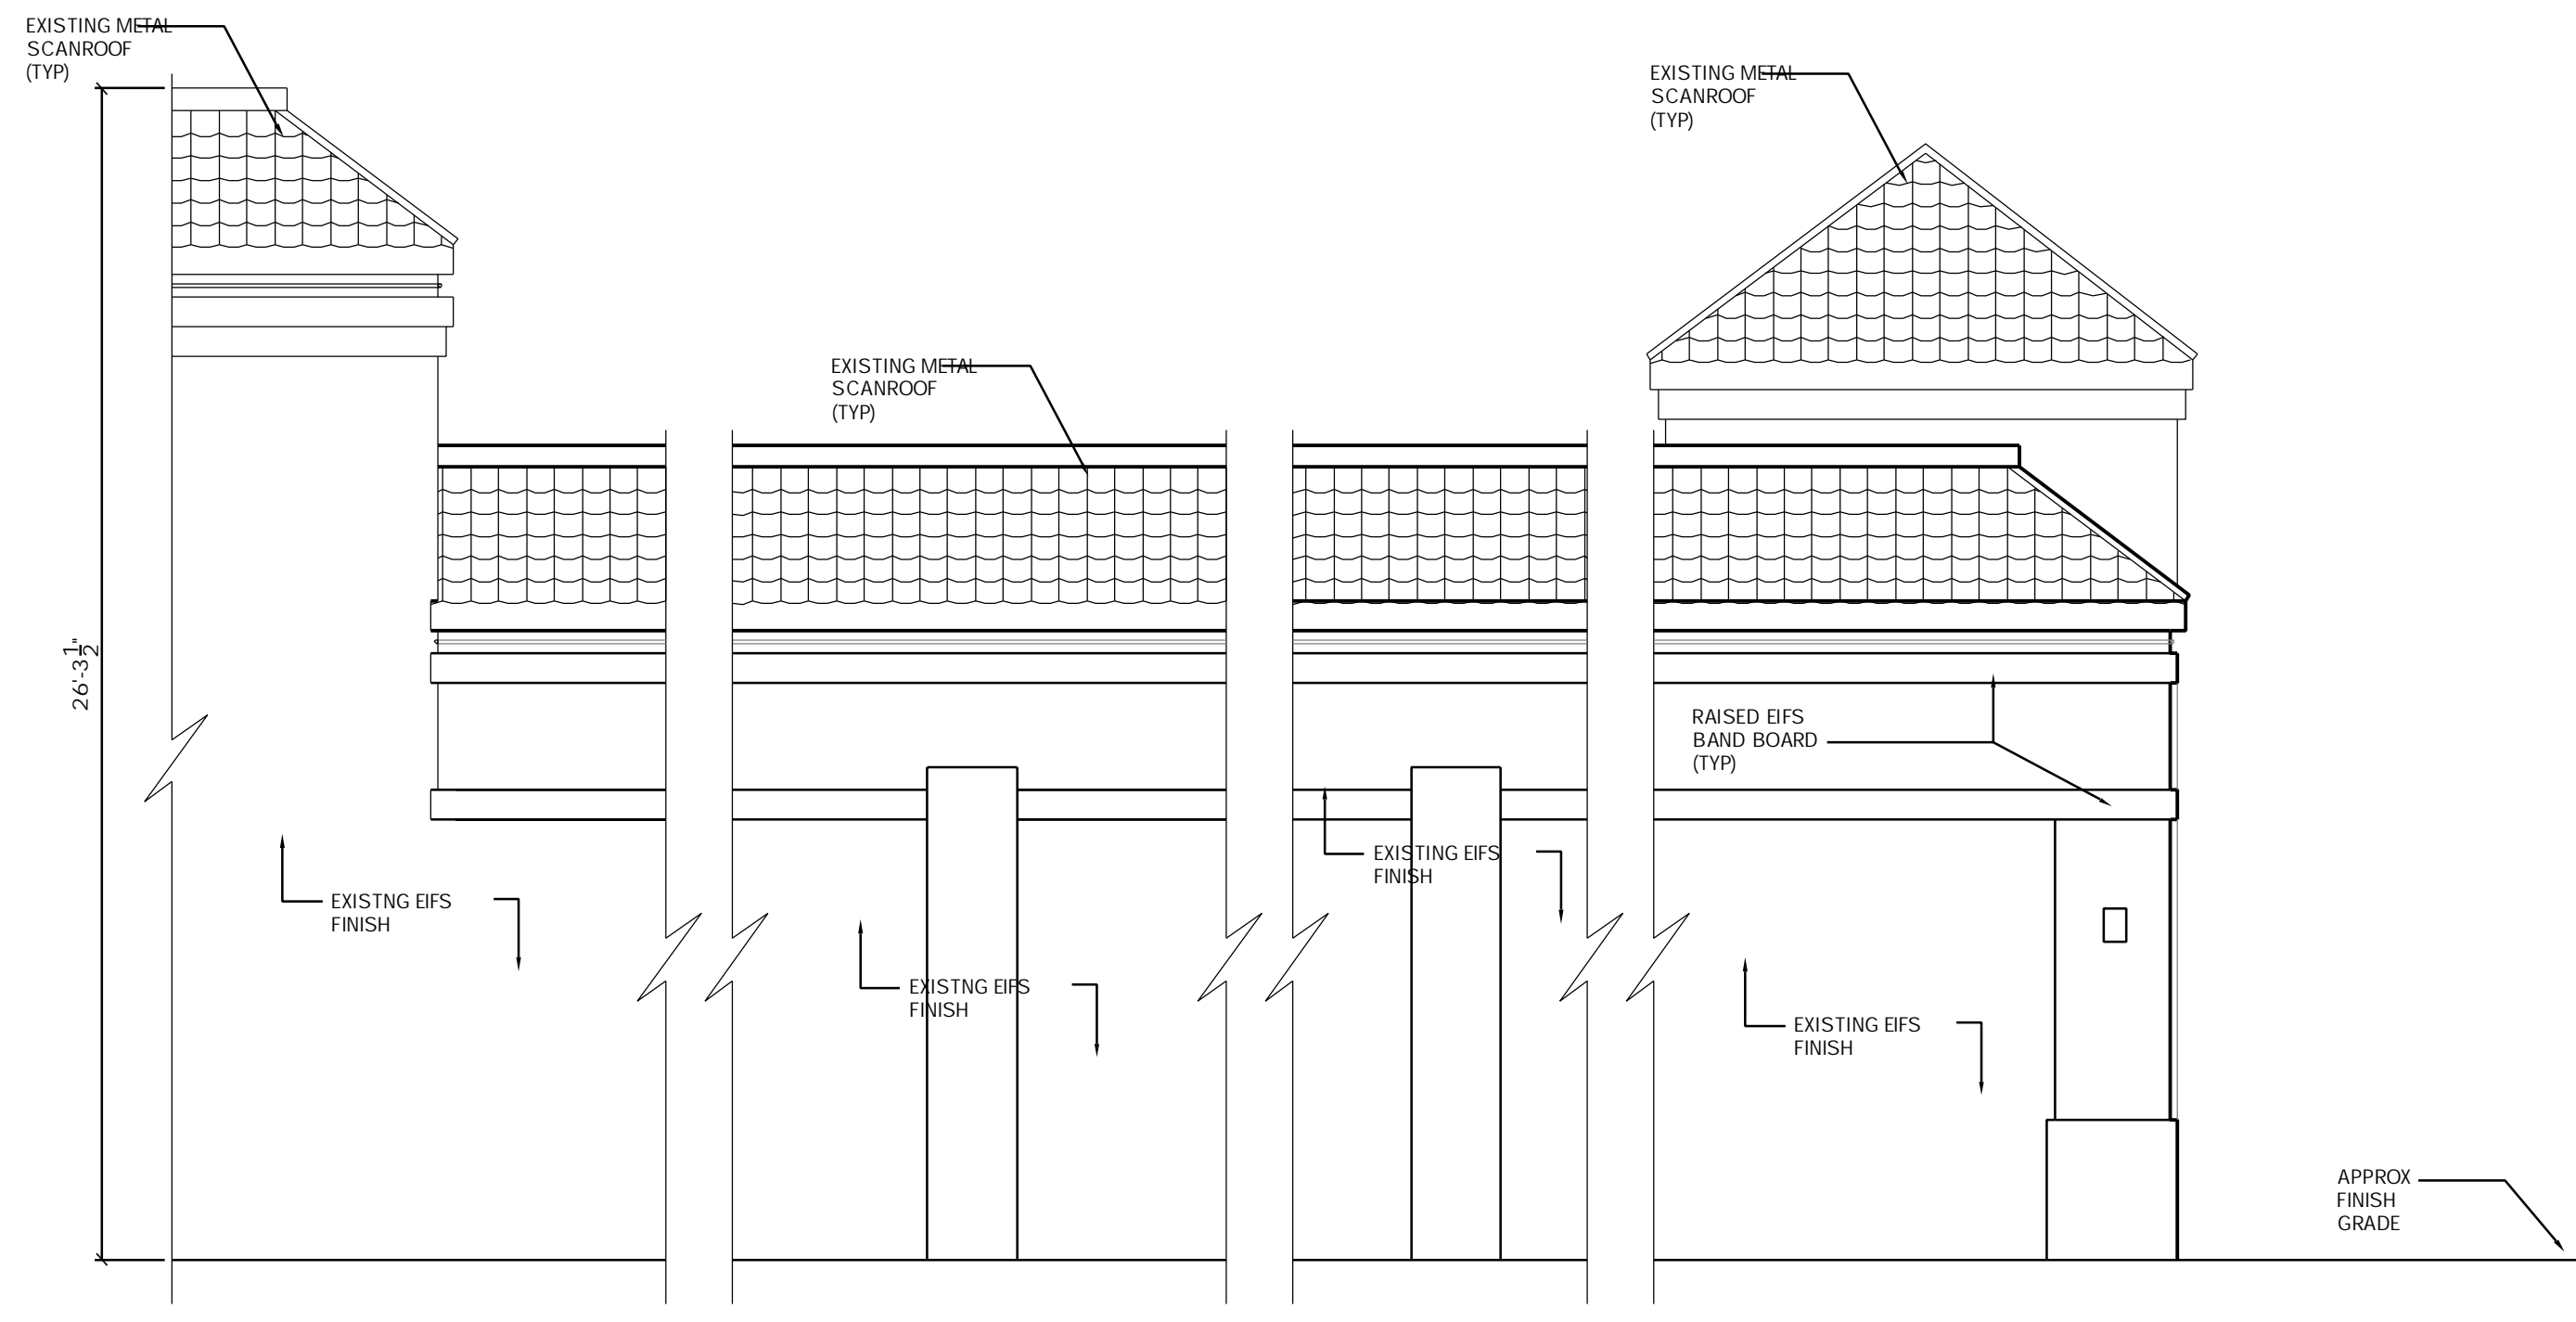 EXISTING METAL
SCANROOF
(TYP)
EXISTING METAL
SCANROOF
(TYP)
EXISTING METAL
SCANROOF
(TYP)
26'-3 1/2"
RAISED EIFS
BAND BOARD
(TYP)
EXISTING EIFS
FINISH
EXISTNG EIFS
FINISH
EXISTNG EIFS
FINISH
EXISTING EIFS
FINISH
APPROX
FINISH
GRADE